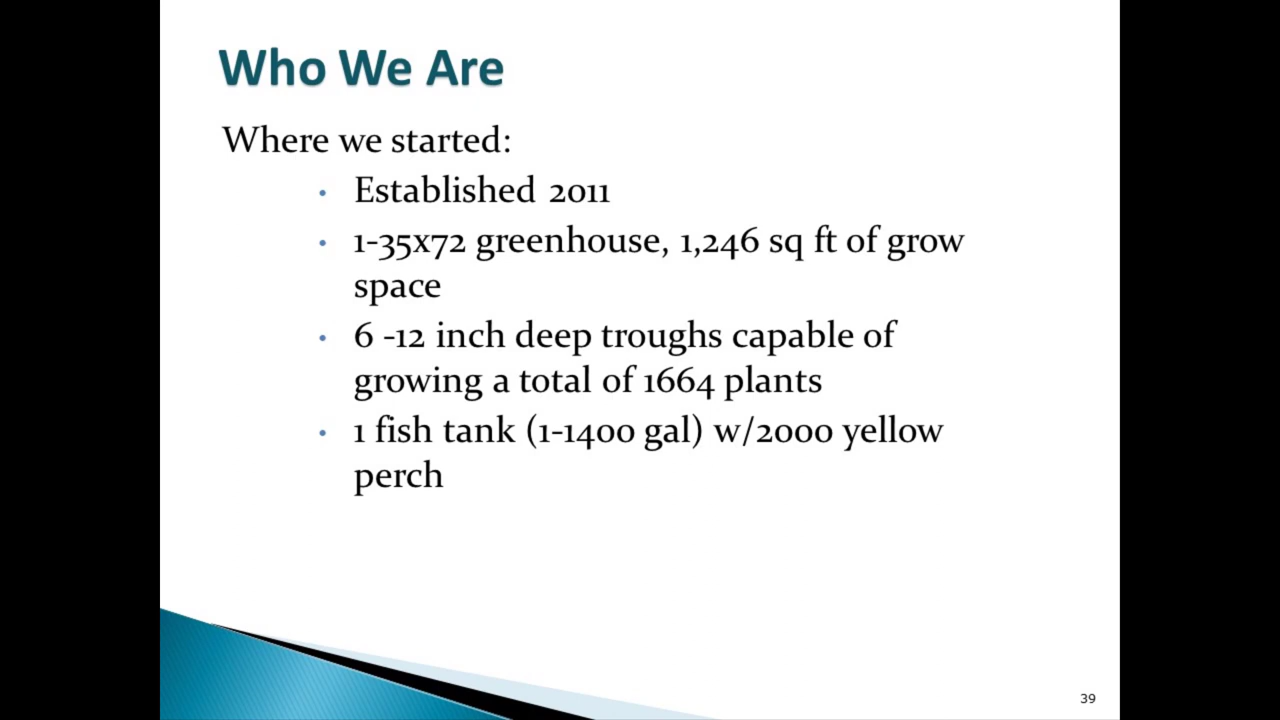 Who We Are
Where we started:
• Established 2011
• 1-35x72 greenhouse, 1,246 sq ft of grow
space
• 6 -12 inch deep troughs capable of
growing a total of 1664 plants
• 1 fish tank (1-1400 gal) w/2000 yellow
perch
39